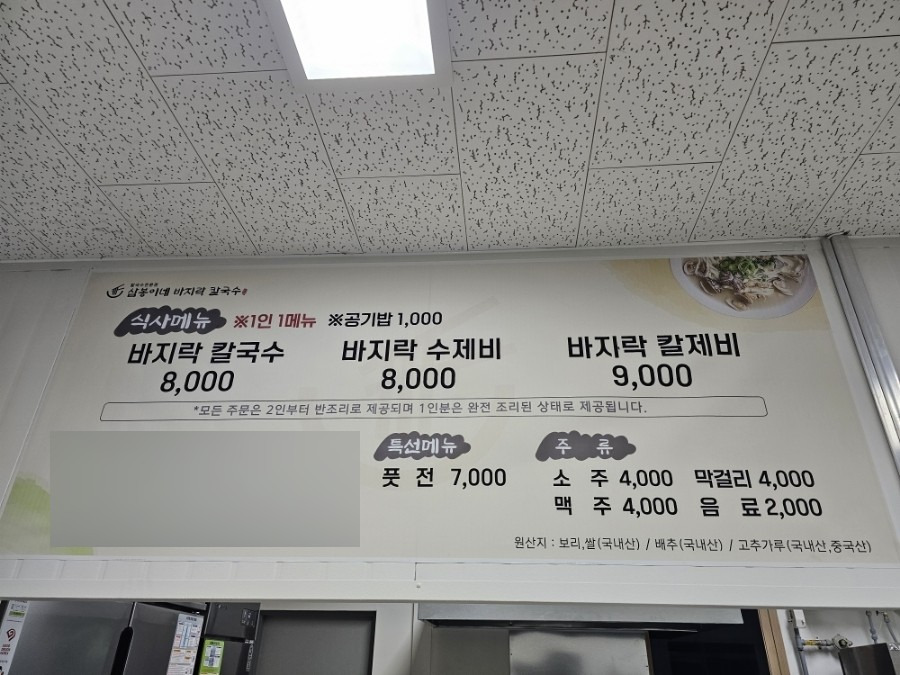 삼봉이네 바지락 칼국수
식사메뉴 ※1인 1메뉴 ※공기밥 1,000
바지락 칼국수 바지락 수제비 바지락 칼제비
8,000 8,000 9,000
*모든 주문은 2인부터 반조리로 제공되며 1인분은 완전 조리된 상태로 제공됩니다.
특선메뉴 주 류
풋 전 7,000 소 주 4,000 막걸리 4,000
맥 주 4,000 음 료 2,000
원산지 : 보리,쌀(국내산) / 배추(국내산) / 고추가루(국내산,중국산)